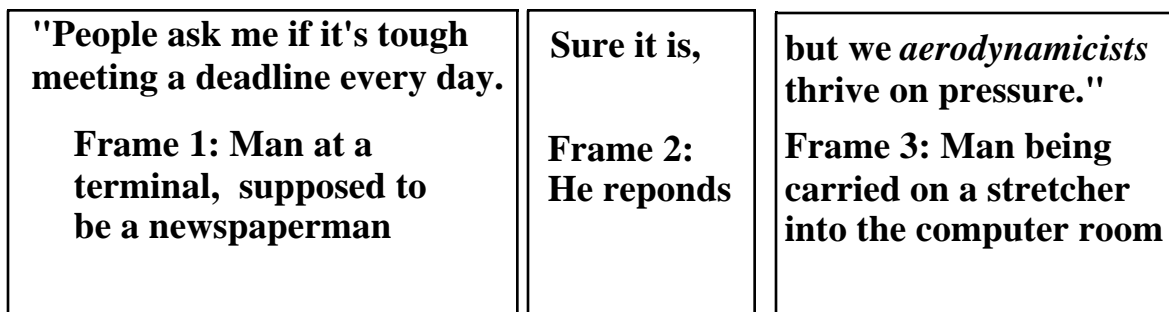 "People ask me if it's tough
meeting a deadline every day.
Frame 1: Man at a
terminal, supposed to
be a newspaperman
Sure it is,
Frame 2:
He reponds
but we aerodynamicists
thrive on pressure."
Frame 3: Man being
carried on a stretcher
into the computer room